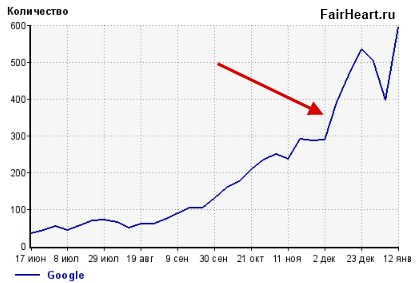 Количество
FairHeart.ru
600
500
400
300
200
100
0
17 июн 8 июл 29 июл 19 авг 9 сен 30 сен 21 окт 11 ноя 2 дек 23 дек 12 янв
Google